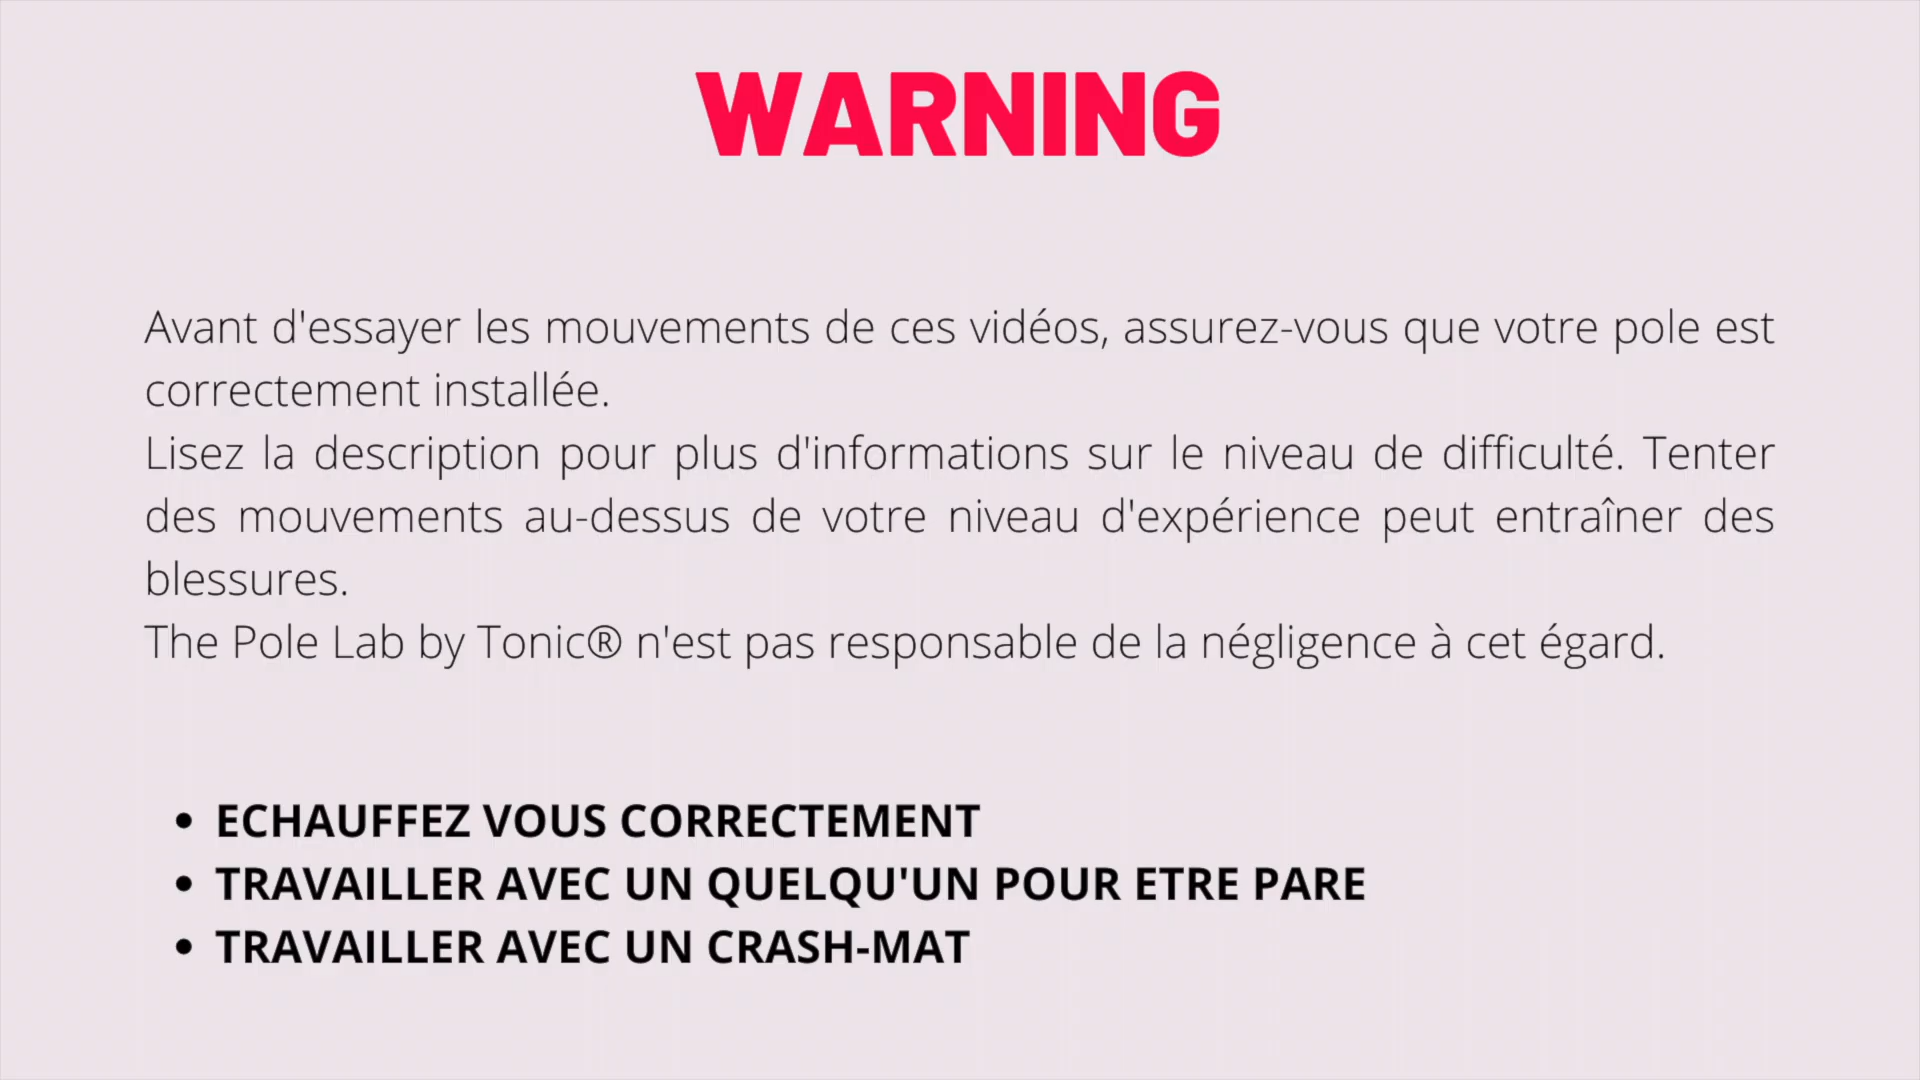 WARNING
Avant d'essayer les mouvements de ces vidéos, assurez-vous que votre pole est
correctement installée.
Lisez la description pour plus d'informations sur le niveau de difficulté. Tenter
des mouvements au-dessus de votre niveau d'expérience peut entraîner des
blessures.
The Pole Lab by Tonic® n'est pas responsable de la négligence à cet égard.
• ECHAUFFEZ VOUS CORRECTEMENT
• TRAVAILLER AVEC UN QUELQU'UN POUR ETRE PARE
• TRAVAILLER AVEC UN CRASH-MAT